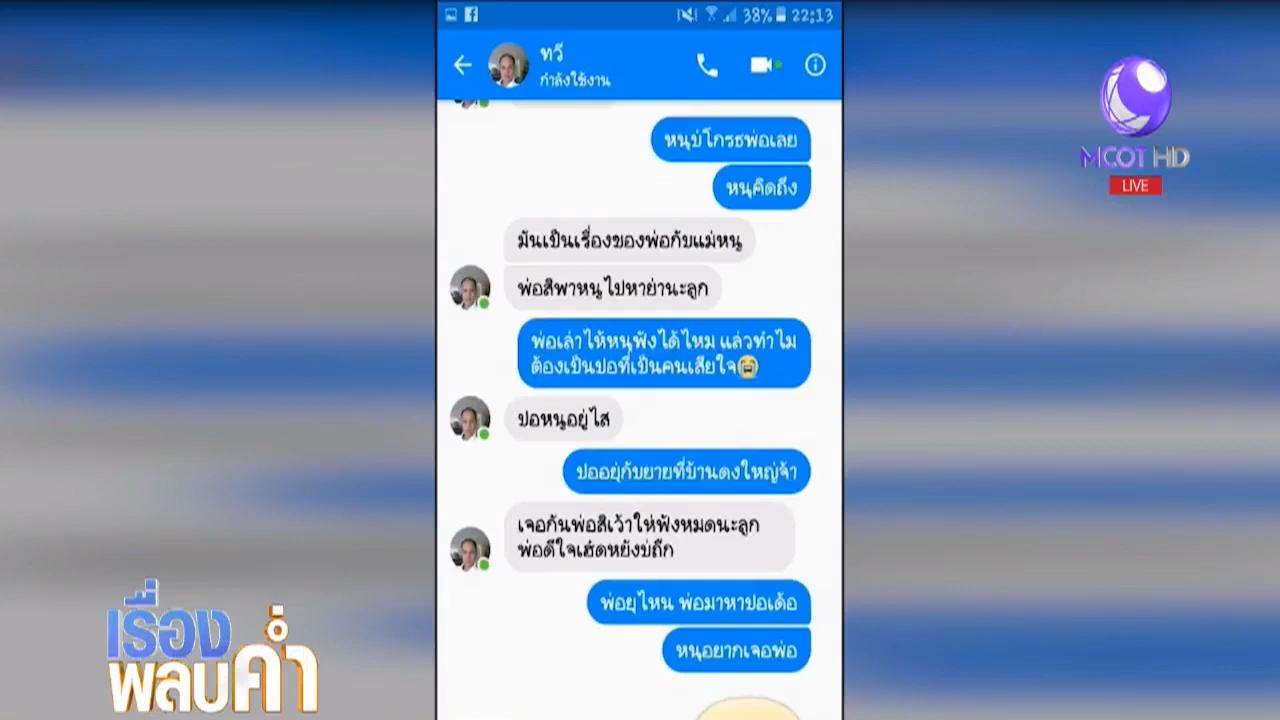 38% 22:13
ทวี
กำลังใช้งาน
MCOT HD
LIVE
หนูบ่โกรธพ่อเลย
หนูคิดถึง
มันเป็นเรื่องของพ่อกับแม่หนู
พ่อสิพาหนูไปหาย่านะลูก
พ่อเล่าไห้หนูฟังได้ไหม แล้วทำไม
ต้องเป็นปอที่เป็นคนเสียใจ😭
ปอหนูอยู่ไส
ปออยุ่กับยายที่บ้านดงใหญ่จ้า
เจอกันพ่อสิเว้าให้ฟังหมดนะลูก
พ่อดีใจเฮ่ดหยังบ่ถึก
พ่อยุไหน พ่อมาหาปอเด้อ
หนูอยากเจอพ่อ
เรื่อง
พลบค่ำ